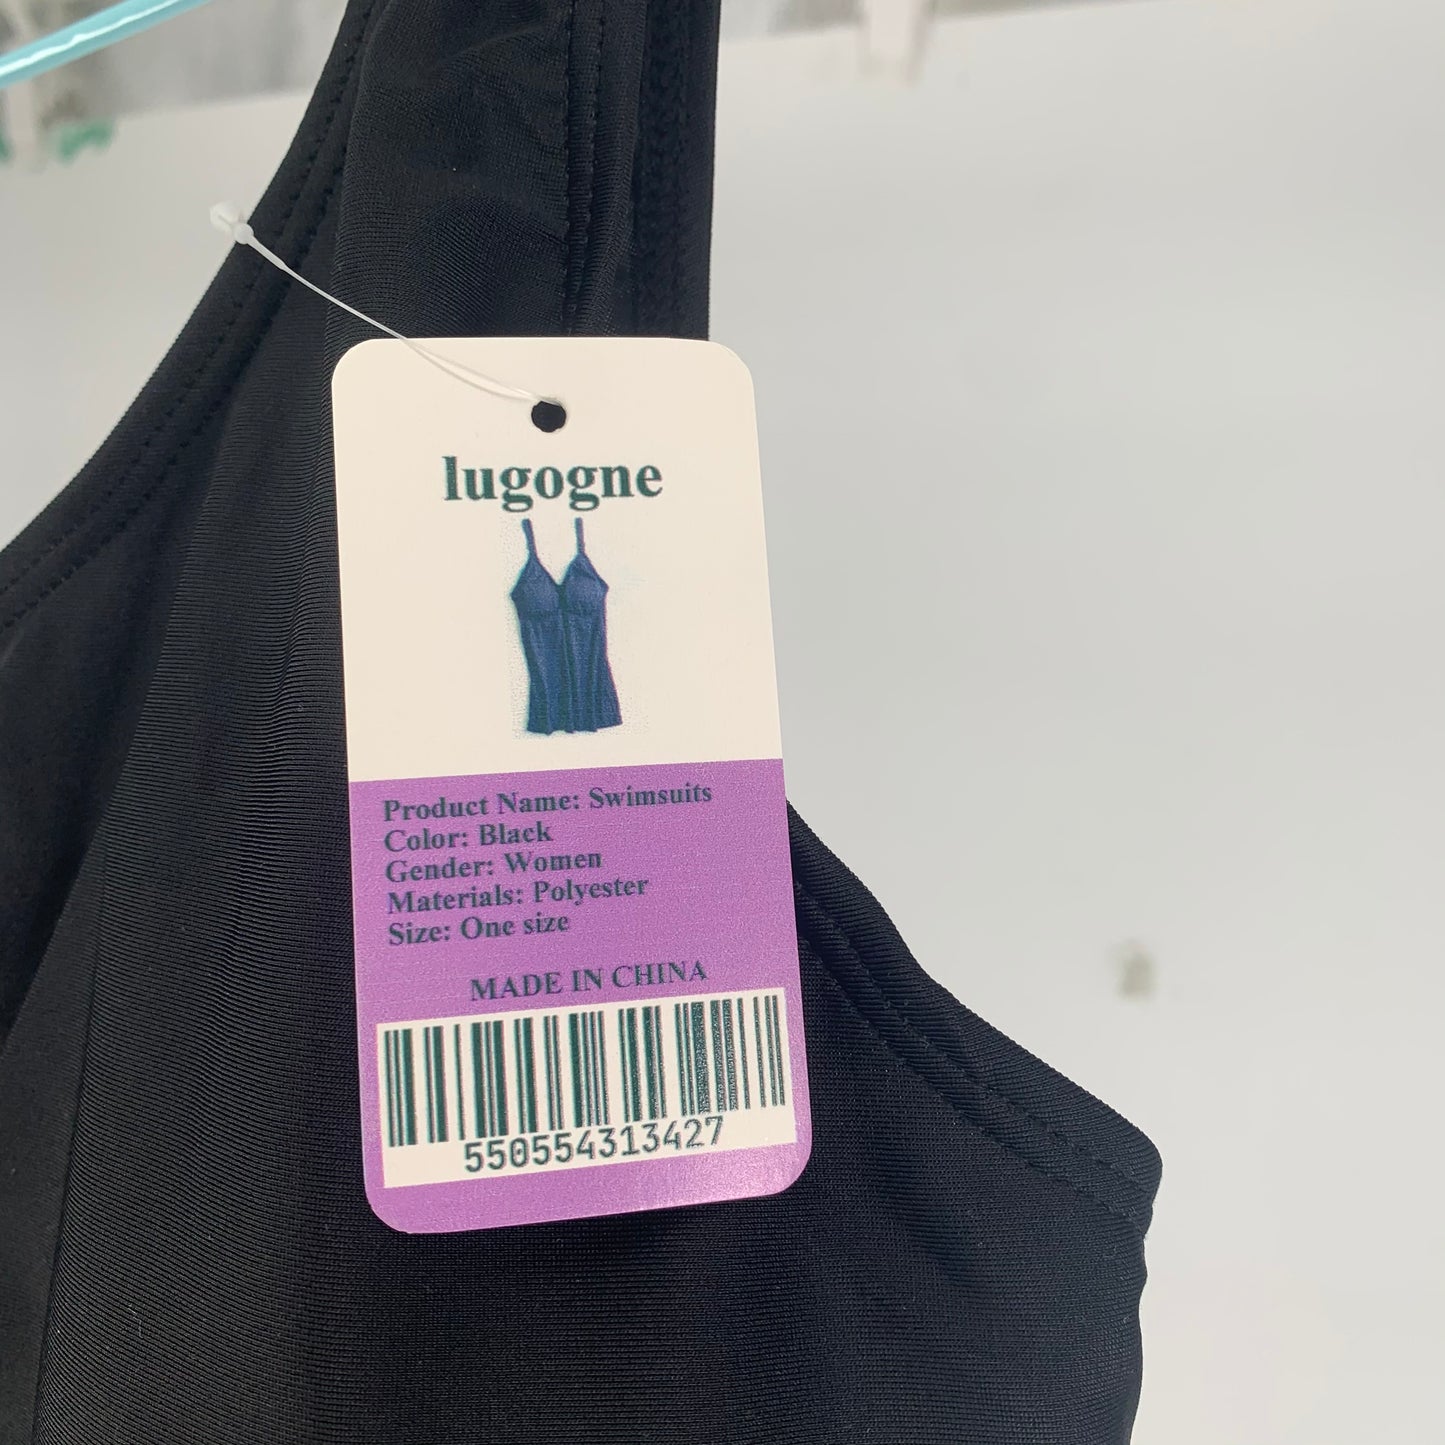 lugogne
Product Name: Swimsuits
Color: Black
Gender: Women
Materials: Polyester
Size: One size
MADE IN CHINA
550554313427